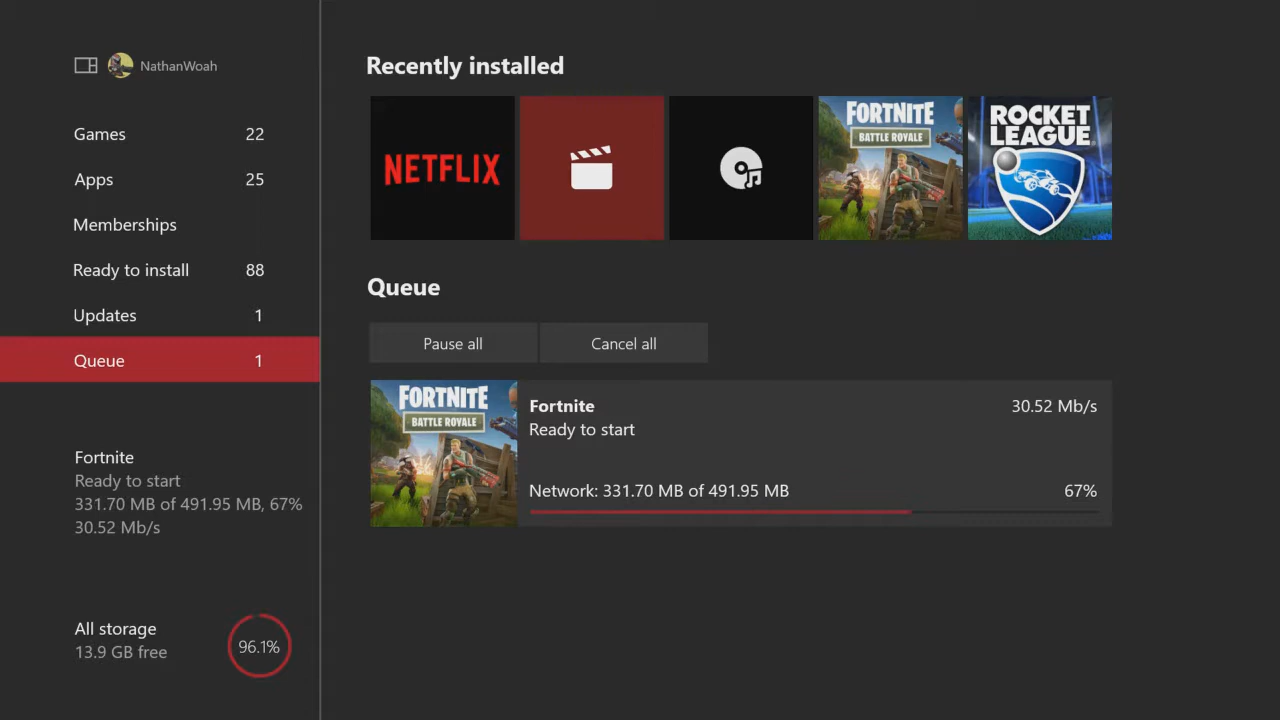 NathanWoah
Games 22
Apps 25
Memberships
Ready to install 88
Updates 1
Queue 1
Fortnite
Ready to start
331.70 MB of 491.95 MB, 67%
30.52 Mb/s
All storage
13.9 GB free
96.1%
Recently installed
NETFLIX
FORTNITE
BATTLE ROYALE
ROCKET
LEAGUE
Queue
Pause all
Cancel all
FORTNITE
BATTLE ROYALE
Fortnite
30.52 Mb/s
Ready to start
Network: 331.70 MB of 491.95 MB
67%